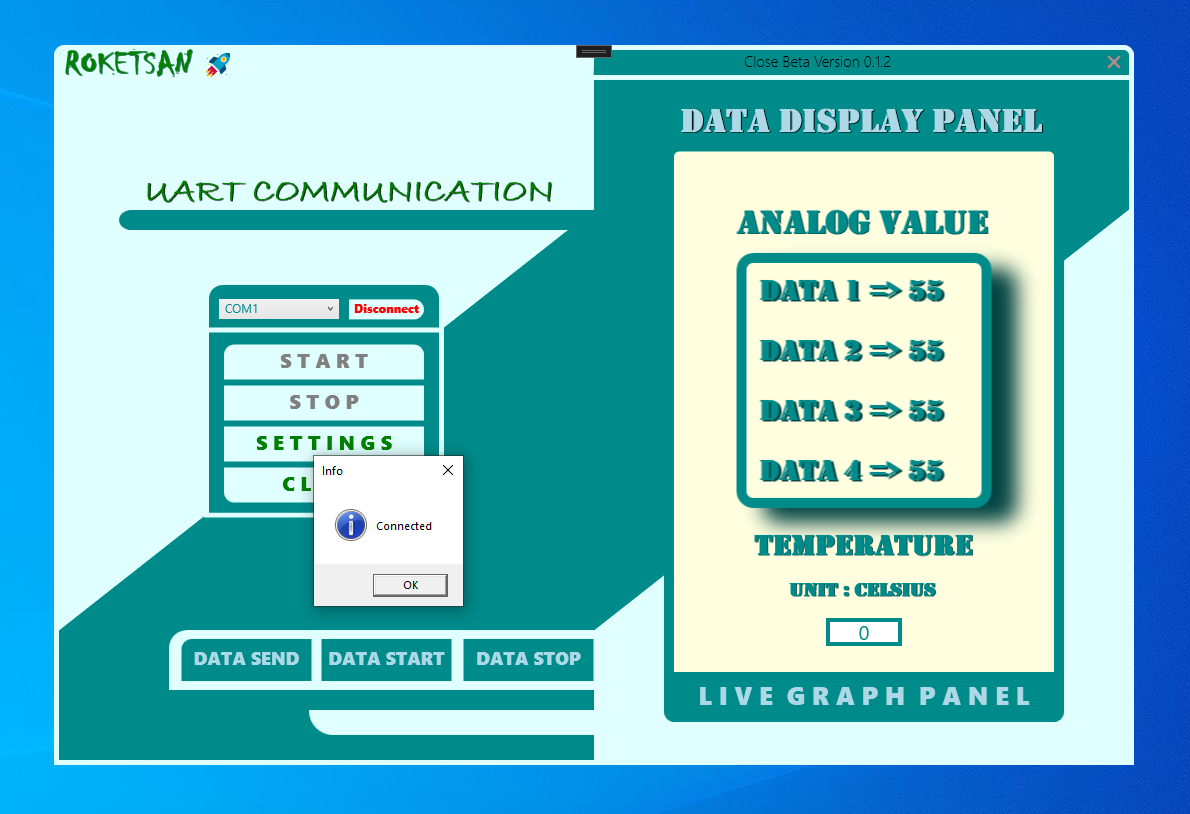 ROKETSAN
Close Beta Version 0.1.2
UART COMMUNICATION
COM1
Disconnect
START
STOP
SETTINGS
CL
Info
Connected
OK
DATA SEND
DATA START
DATA STOP
DATA DISPLAY PANEL
ANALOG VALUE
DATA 1 => 55
DATA 2 => 55
DATA 3 => 55
DATA 4 => 55
TEMPERATURE
UNIT : CELSIUS
0
LIVE GRAPH PANEL